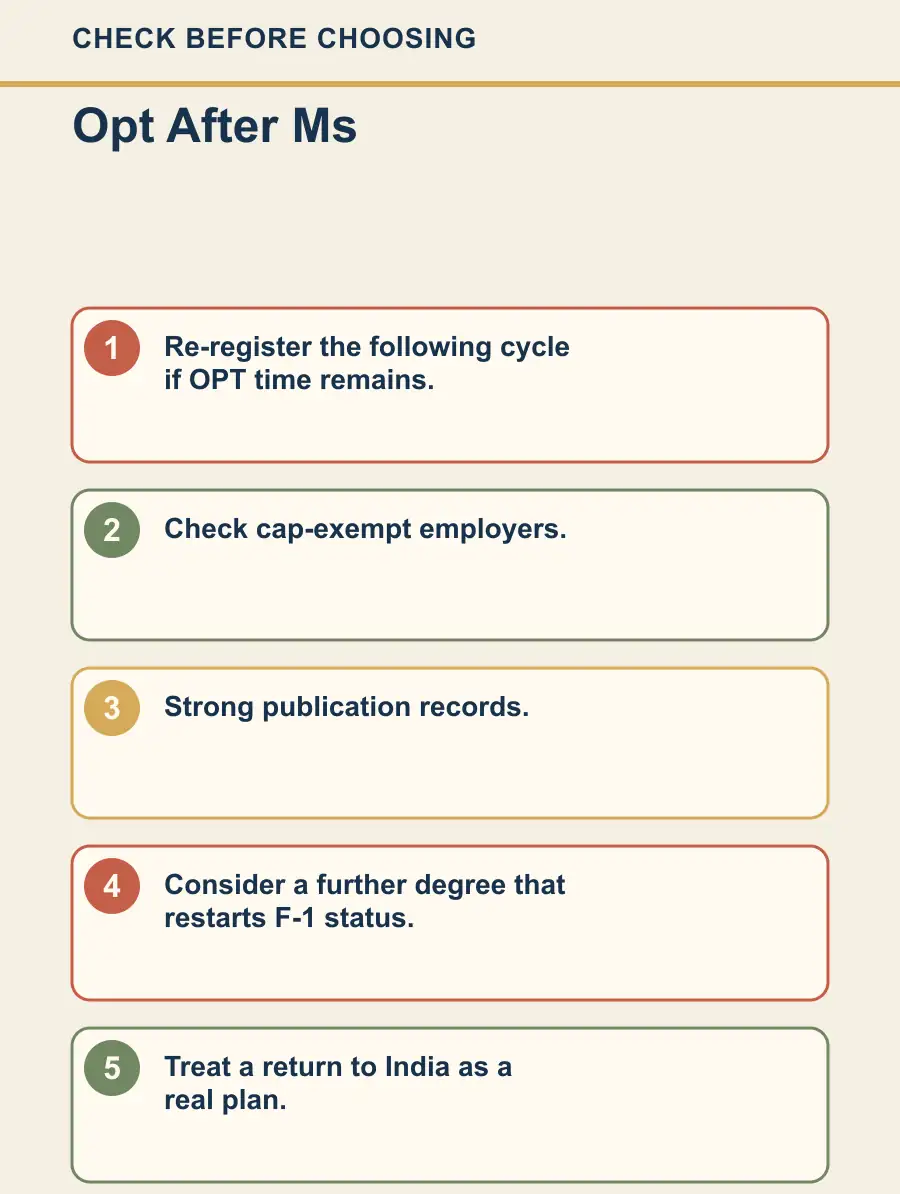 CHECK BEFORE CHOOSING
Opt After Ms
1
Re-register the following cycle
if OPT time remains.
2
Check cap-exempt employers.
3
Strong publication records.
4
Consider a further degree that
restarts F-1 status.
5
Treat a return to India as a
real plan.